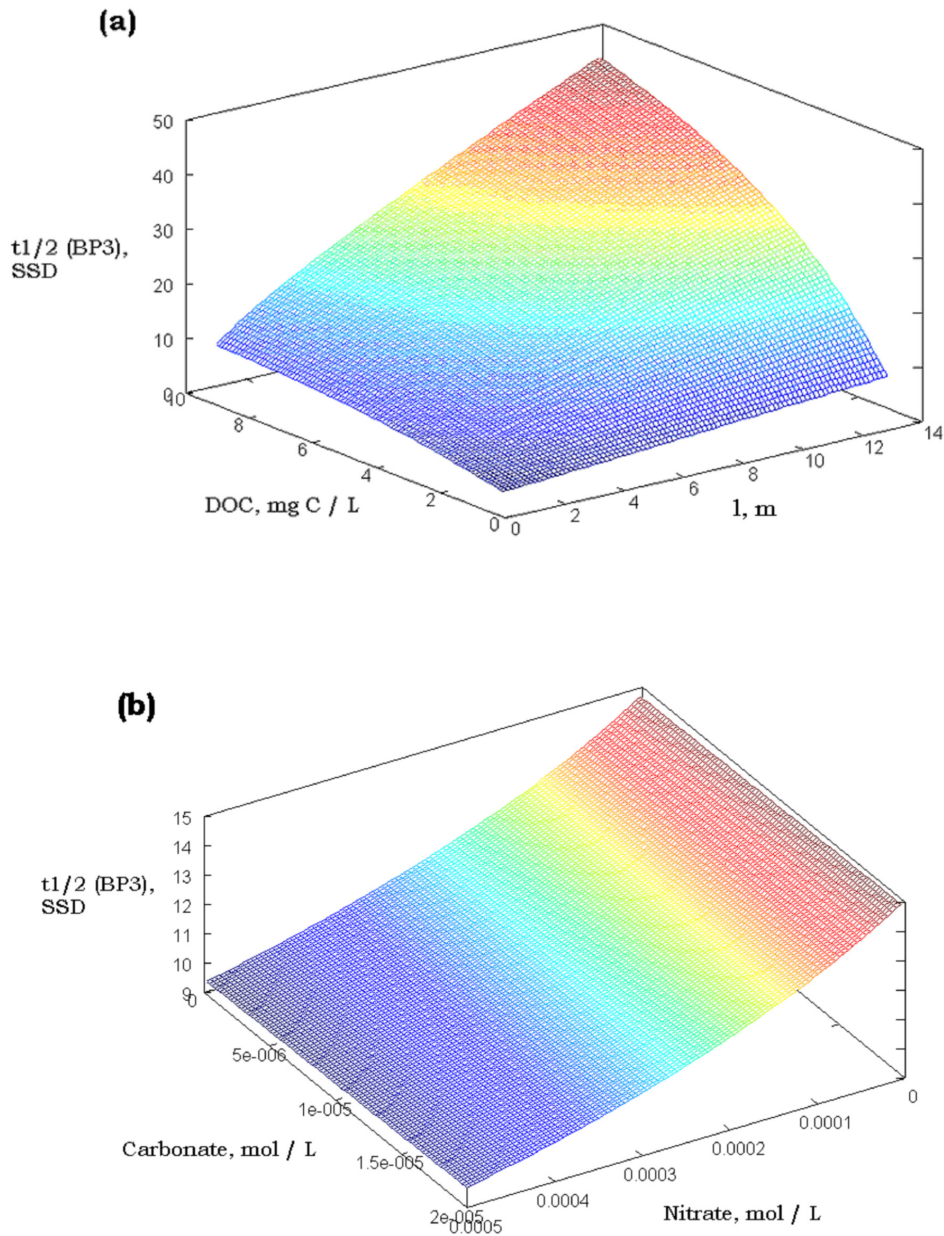 (a)
50
40
30
20
10
0
t1/2 (BP3),
SSD
10
8
6
4
2
0
DOC, mg C / L
0
2
4
6
8
10
12
14
l, m
(b)
15
14
13
12
11
10
9
t1/2 (BP3),
SSD
0
5e-006
1e-005
1.5e-005
2e-005
Carbonate, mol / L
0.0005
0.0004
0.0003
0.0002
0.0001
0
Nitrate, mol / L